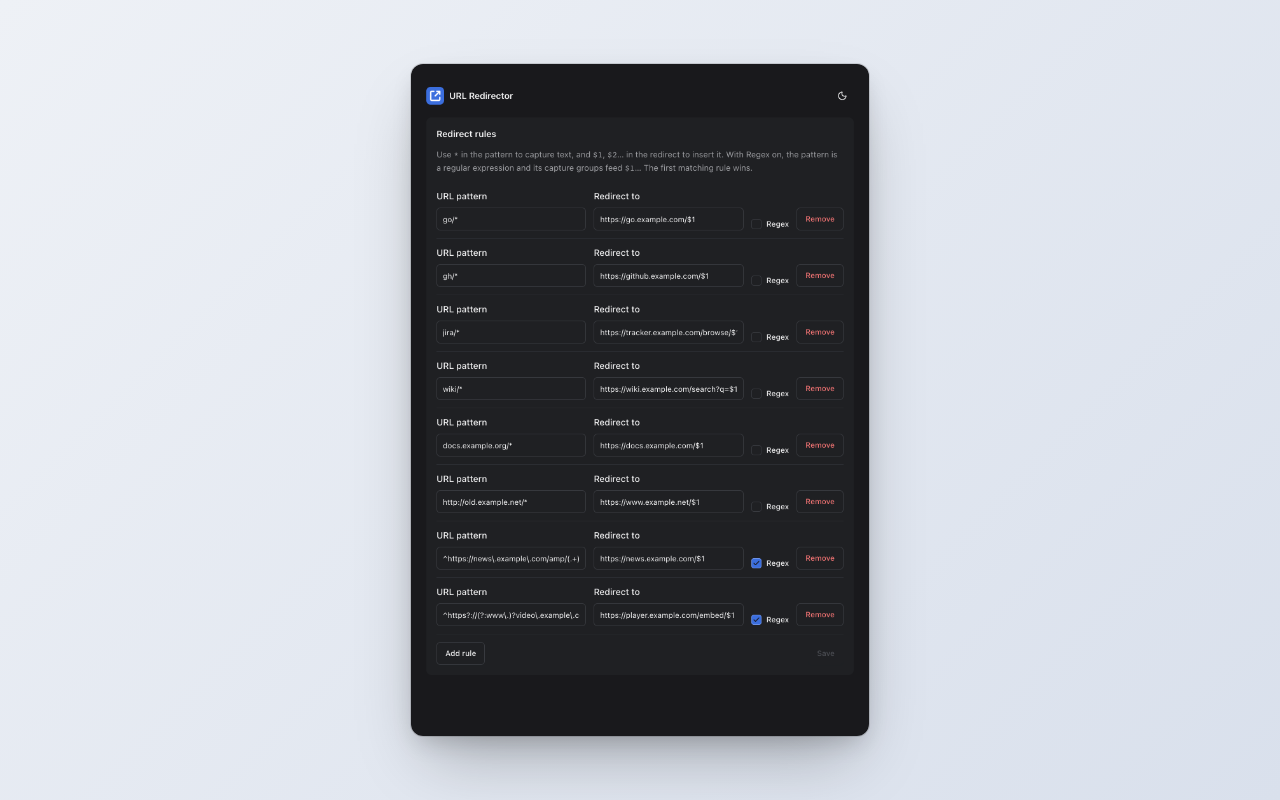 URL Redirector
Redirect rules
Use * in the pattern to capture text, and $1, $2… in the redirect to insert it. With Regex on, the pattern is
a regular expression and its capture groups feed $1… The first matching rule wins.
URL pattern Redirect to
go/* https://go.example.com/$1 Regex Remove
URL pattern Redirect to
gh/* https://github.example.com/$1 Regex Remove
URL pattern Redirect to
jira/* https://tracker.example.com/browse/$ Regex Remove
URL pattern Redirect to
wiki/* https://wiki.example.com/search?q=$1 Regex Remove
URL pattern Redirect to
docs.example.org/* https://docs.example.com/$1 Regex Remove
URL pattern Redirect to
http://old.example.net/* https://www.example.net/$1 Regex Remove
URL pattern Redirect to
^https://news\.example\.com/amp/(.+) https://news.example.com/$1 Regex Remove
URL pattern Redirect to
^https?://(?:www\.)?video\.example\.c https://player.example.com/embed/$1 Regex Remove
Add rule Save